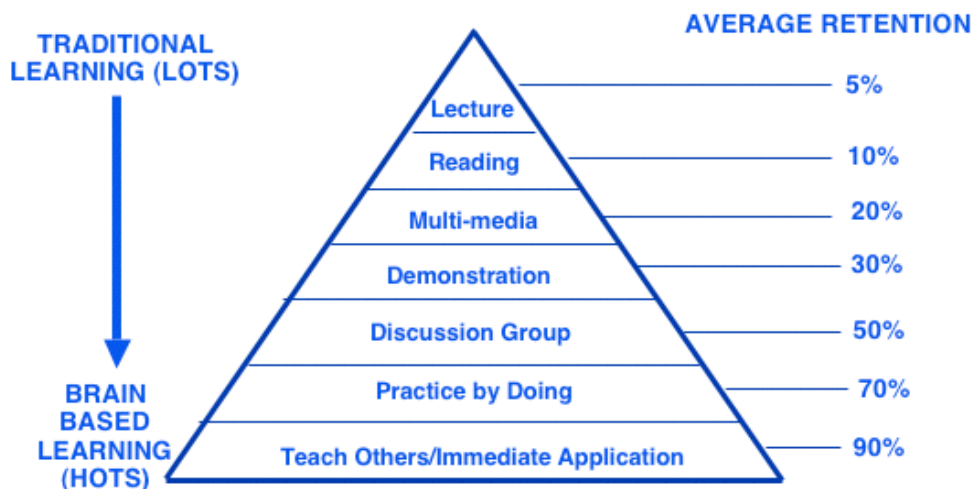 TRADITIONAL
LEARNING (LOTS)
AVERAGE RETENTION
Lecture
5%
Reading
10%
Multi-media
20%
Demonstration
30%
Discussion Group
50%
Practice by Doing
70%
Teach Others/Immediate Application
90%
BRAIN
BASED
LEARNING
(HOTS)